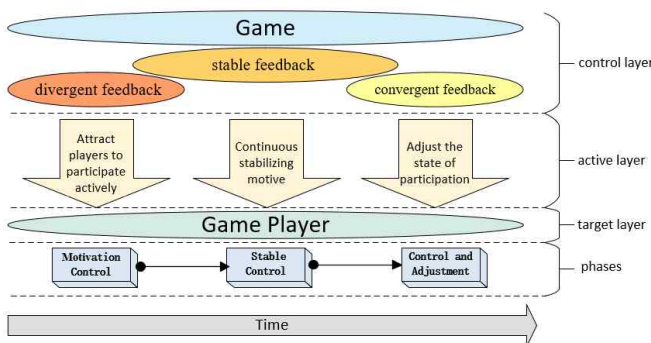 Game
stable feedback
divergent feedback
convergent feedback
control layer
Attract
players to
participate
actively
Continuous
stabilizing
motive
Adjust the
state of
participation
active layer
Game Player
target layer
Motivation
Control
Stable
Control
Control and
Adjustment
phases
Time